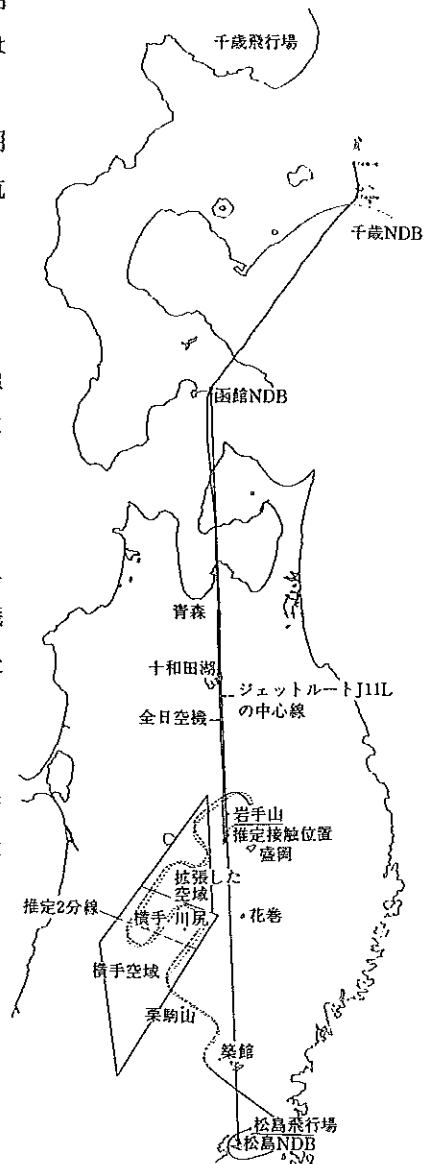 千歳飛行場
千歳NDB
函館NDB
青森
十和田湖
ジェットルートJ11L
の中心線
全日空機
岩手山
推定接触位置
盛岡
拡張した
空域
推定2分線
横手
川尻
花巻
横手空域
栗駒山
築館
松島飛行場
松島NDB